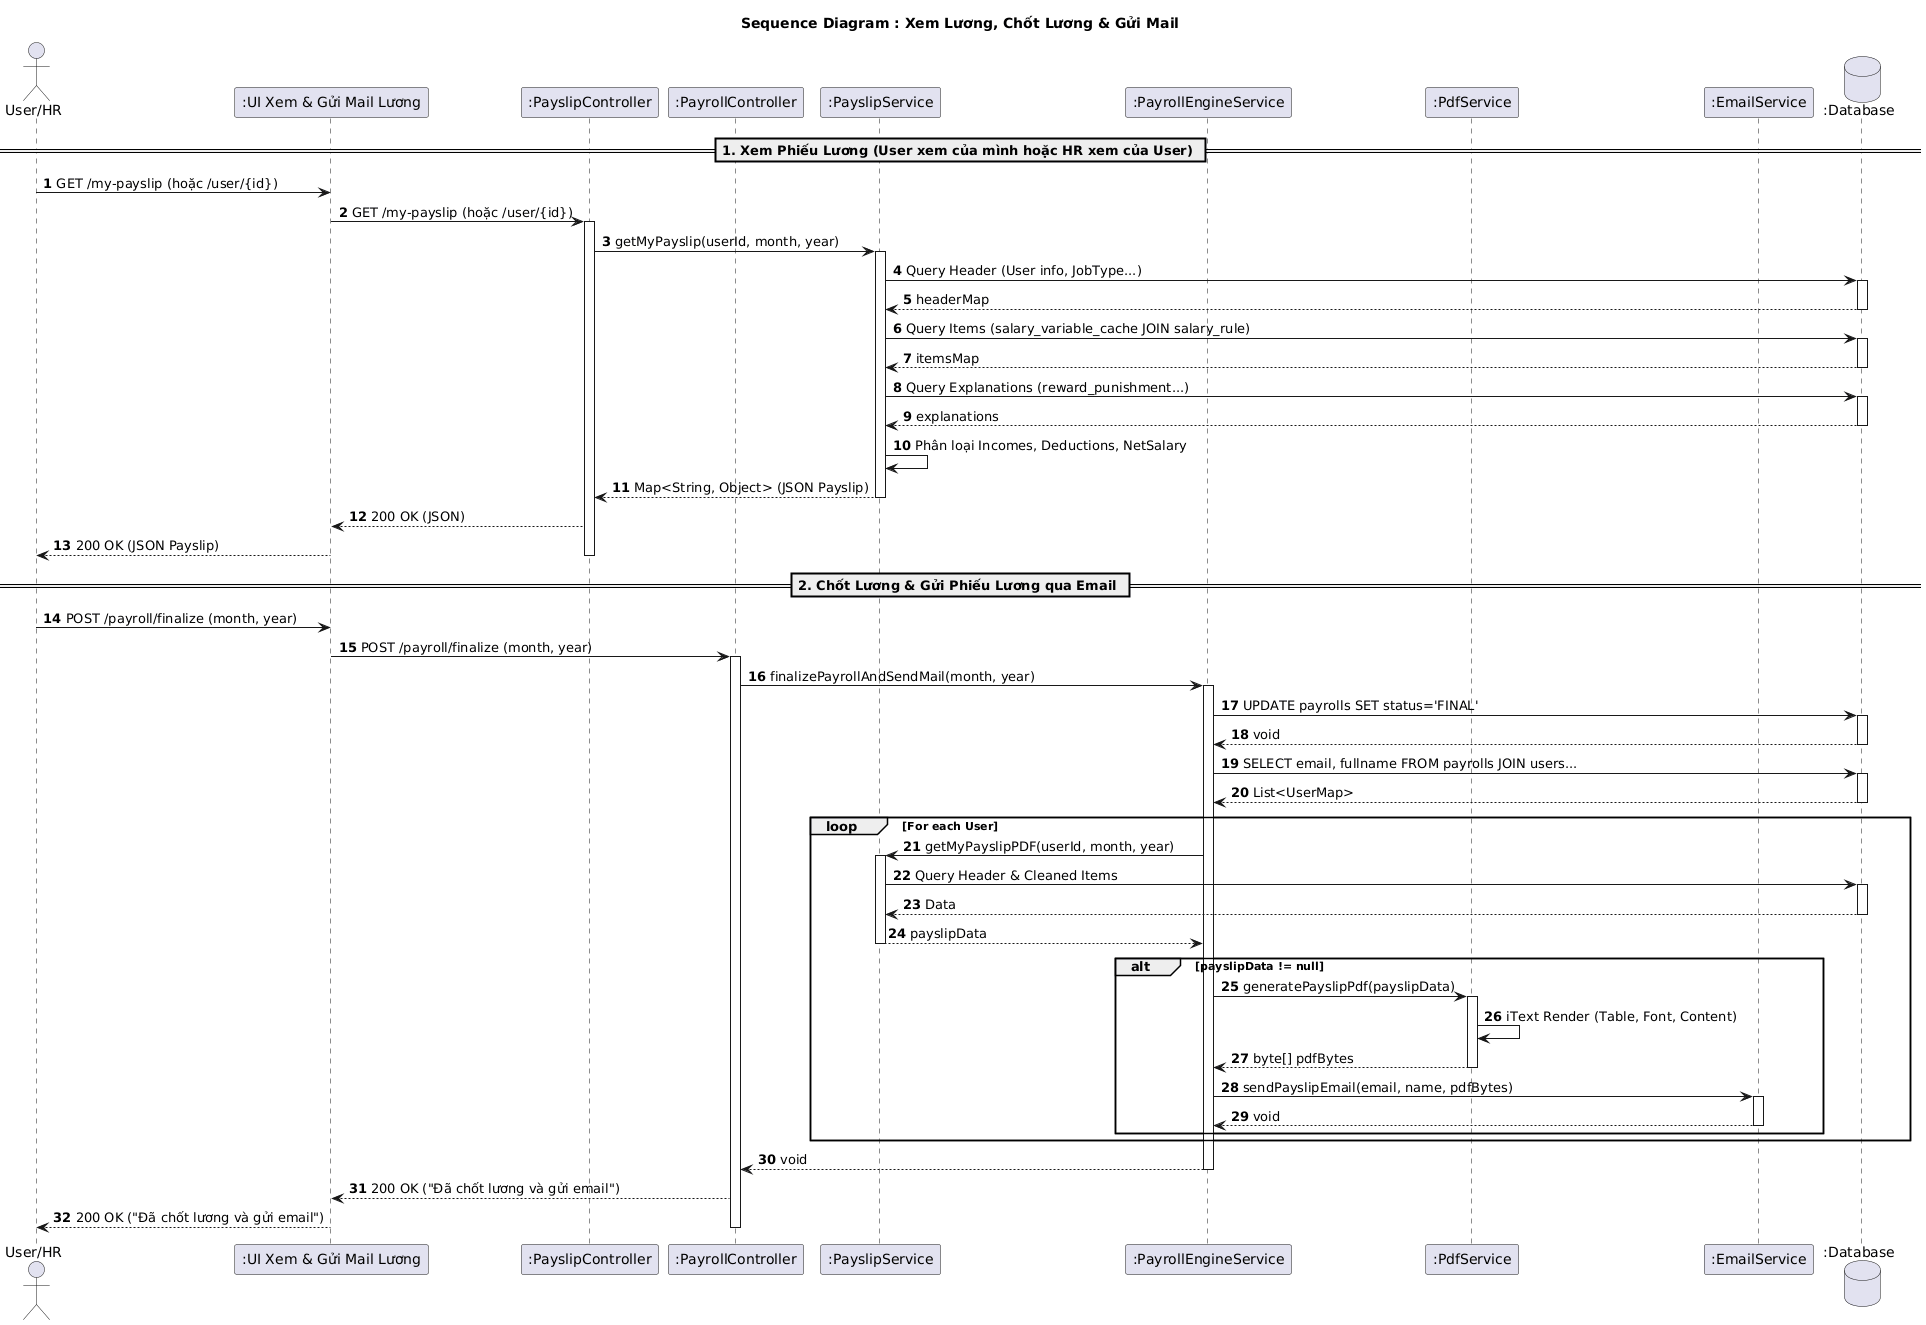 Sequence Diagram : Xem Lương, Chốt Lương & Gửi Mail
User/HR
:UI Xem & Gửi Mail Lương
:PayslipController
:PayrollController
:PayslipService
:PayrollEngineService
:PdfService
:EmailService
:Database
1. Xem Phiếu Lương (User xem của mình hoặc HR xem của User)
1 GET /my-payslip (hoặc /user/{id})
2 GET /my-payslip (hoặc /user/{id})
3 getMyPayslip(userId, month, year)
4 Query Header (User info, JobType...)
5 headerMap
6 Query Items (salary_variable_cache JOIN salary_rule)
7 itemsMap
8 Query Explanations (reward_punishment...)
9 explanations
10 Phân loại Incomes, Deductions, NetSalary
11 Map<String, Object> (JSON Payslip)
12 200 OK (JSON)
13 200 OK (JSON Payslip)
2. Chốt Lương & Gửi Phiếu Lương qua Email
14 POST /payroll/finalize (month, year)
15 POST /payroll/finalize (month, year)
16 finalizePayrollAndSendMail(month, year)
17 UPDATE payrolls SET status='FINAL'
18 void
19 SELECT email, fullname FROM payrolls JOIN users...
20 List<UserMap>
loop [For each User]
21 getMyPayslipPDF(userId, month, year)
22 Query Header & Cleaned Items
23 Data
24 payslipData
alt [payslipData != null]
25 generatePayslipPdf(payslipData)
26 iText Render (Table, Font, Content)
27 byte[] pdfBytes
28 sendPayslipEmail(email, name, pdfBytes)
29 void
30 void
31 200 OK ("Đã chốt lương và gửi email")
32 200 OK ("Đã chốt lương và gửi email")
User/HR
:UI Xem & Gửi Mail Lương
:PayslipController
:PayrollController
:PayslipService
:PayrollEngineService
:PdfService
:EmailService
:Database